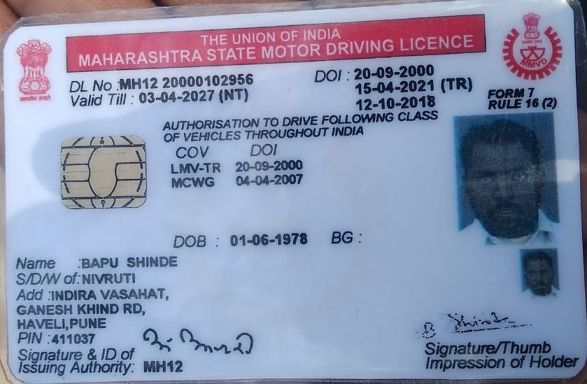 THE UNION OF INDIA
MAHARASHTRA STATE MOTOR DRIVING LICENCE
DL No :MH12 20000102956 DOI : 20-09-2000
Valid Till : 03-04-2027 (NT) 15-04-2021 (TR)
12-10-2018
FORM 7
RULE 16 (2)
AUTHORISATION TO DRIVE FOLLOWING CLASS
OF VEHICLES THROUGHOUT INDIA
COV DOI
LMV-TR 20-09-2000
MCWG 04-04-2007
DOB : 01-06-1978 BG :
Name :BAPU SHINDE
S/D/W of:NIVRUTI
Add :INDIRA VASAHAT,
GANESH KHIND RD,
HAVELI,PUNE
PIN :411037
Signature & ID of
Issuing Authority: MH12
Signature/Thumb
Impression of Holder